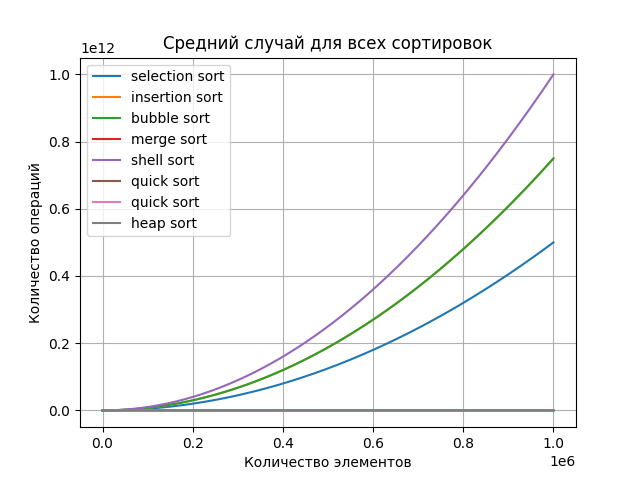 Средний случай для всех сортировок
1e12
1.0
0.8
0.6
0.4
0.2
0.0
Количество операций
selection sort
insertion sort
bubble sort
merge sort
shell sort
quick sort
quick sort
heap sort
0.0 0.2 0.4 0.6 0.8 1.0
1e6
Количество элементов